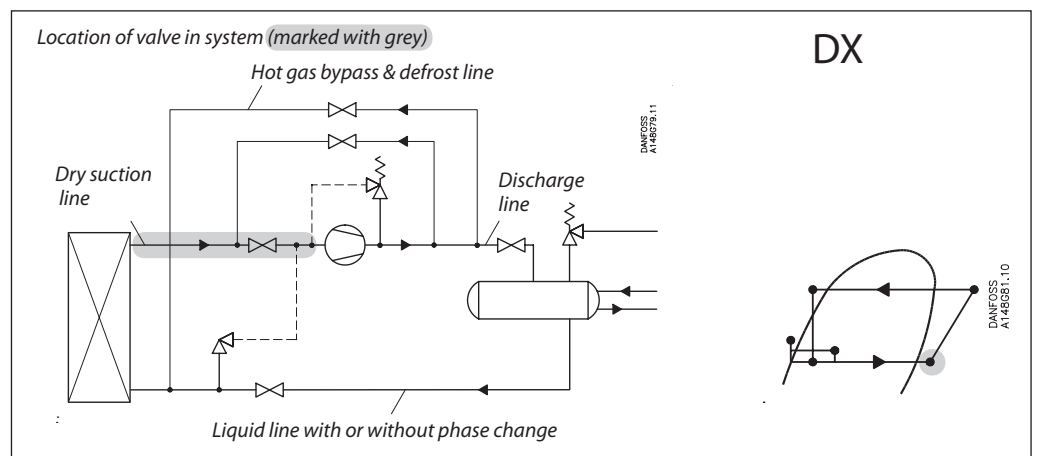 Location of valve in system (marked with grey)
DX
Hot gas bypass & defrost line
DANFOSS
A148G79.11
Dry suction
line
Discharge
line
DANFOSS
A148G81.10
Liquid line with or without phase change